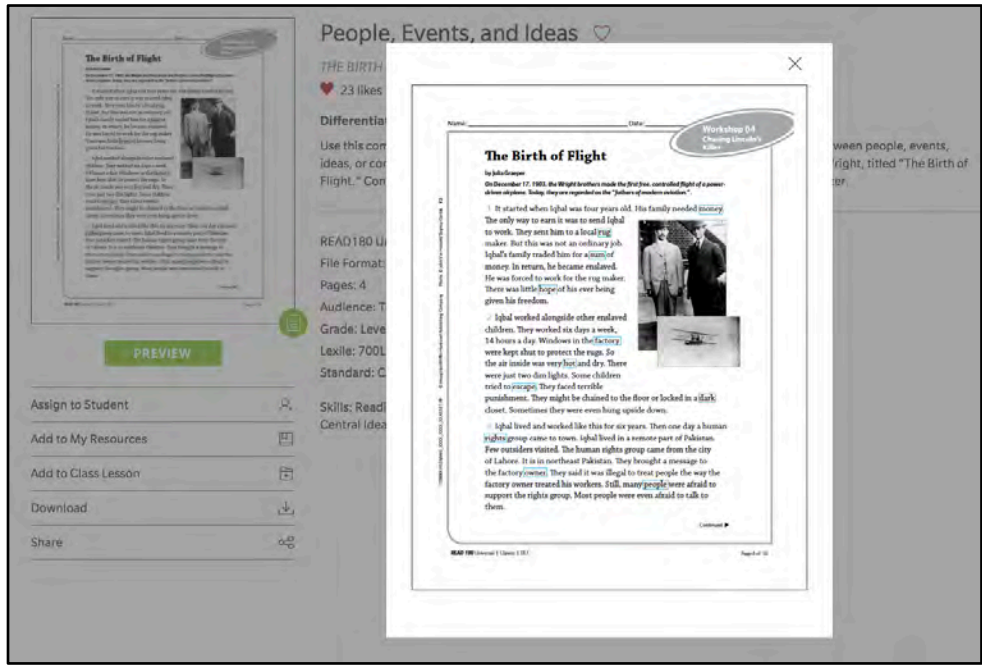 People, Events, and Ideas
THE BIRTH
23 likes
Differentia
Use this com
ween people, events,
ideas, or cor
right, titled "The Birth of
Flight." Con
er.
READ180 U
File Format:
Pages: 4
Audience: T
Grade: Leve
Lexile: 700L
Standard: C
Skills: Readi
Central Idea
PREVIEW
Assign to Student
Add to My Resources
Add to Class Lesson
Download
Share
Name:
Date:
Workshop 04
Chasing Lincoln's
Killer
The Birth of Flight
by Julia Graeper
On December 17, 1903, the Wright brothers made the first free, controlled flight of a power-
driven airplane. Today, they are regarded as the "fathers of modern aviation".
1 It started when Iqbal was four years old. His family needed money.
The only way to earn it was to send Iqbal
to work. They sent him to a local rug
maker. But this was not an ordinary job.
Iqbal's family traded him for a sum of
money. In return, he became enslaved.
He was forced to work for the rug maker.
There was little hope of his ever being
given his freedom.
2 Iqbal worked alongside other enslaved
children. They worked six days a week,
14 hours a day. Windows in the factory
were kept shut to protect the rugs. So
the air inside was very hot and dry. There
were just two dim lights. Some children
tried to escape. They faced terrible
punishment. They might be chained to the floor or locked in a dark
closet. Sometimes they were even hung upside down.
3 Iqbal lived and worked like this for six years. Then one day a human
rights group came to town. Iqbal lived in a remote part of Pakistan.
Few outsiders visited. The human rights group came from the city
of Lahore. It is in northeast Pakistan. They brought a message to
the factory owner. They said it was illegal to treat people the way the
factory owner treated his workers. Still, many people were afraid to
support the rights group. Most people were even afraid to talk to
them.
Continued
READ 180